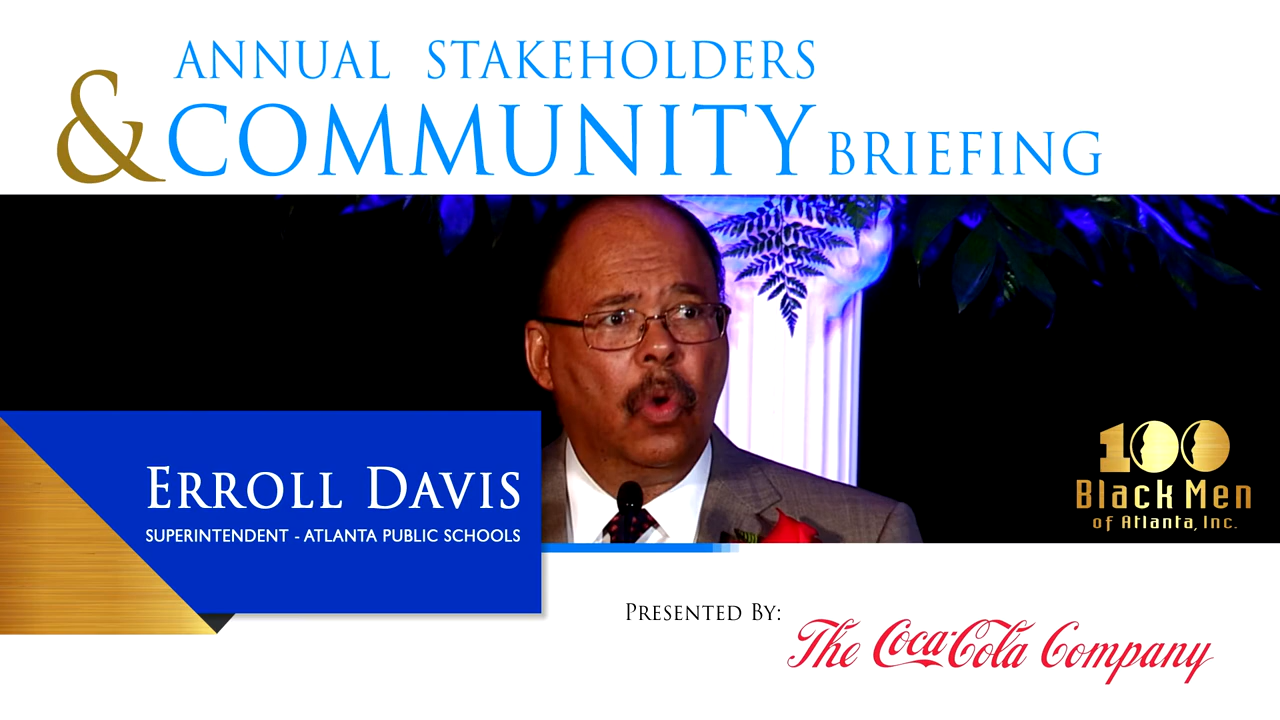 ANNUAL STAKEHOLDERS
& COMMUNITY BRIEFING
ERROLL DAVIS
SUPERINTENDENT - ATLANTA PUBLIC SCHOOLS
100
Black Men
of Atlanta, Inc.
PRESENTED BY:
The Coca-Cola Company